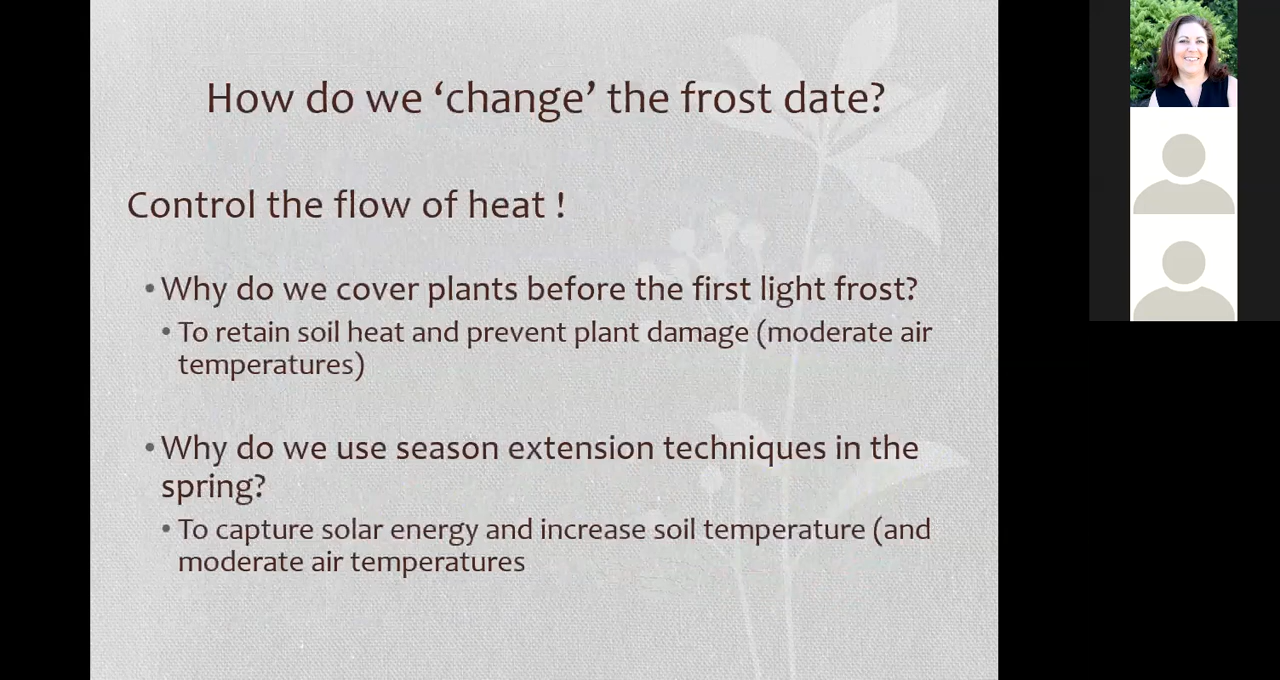 How do we ‘change’ the frost date?
Control the flow of heat !
•Why do we cover plants before the first light frost?
•To retain soil heat and prevent plant damage (moderate air
temperatures)
•Why do we use season extension techniques in the
spring?
•To capture solar energy and increase soil temperature (and
moderate air temperatures